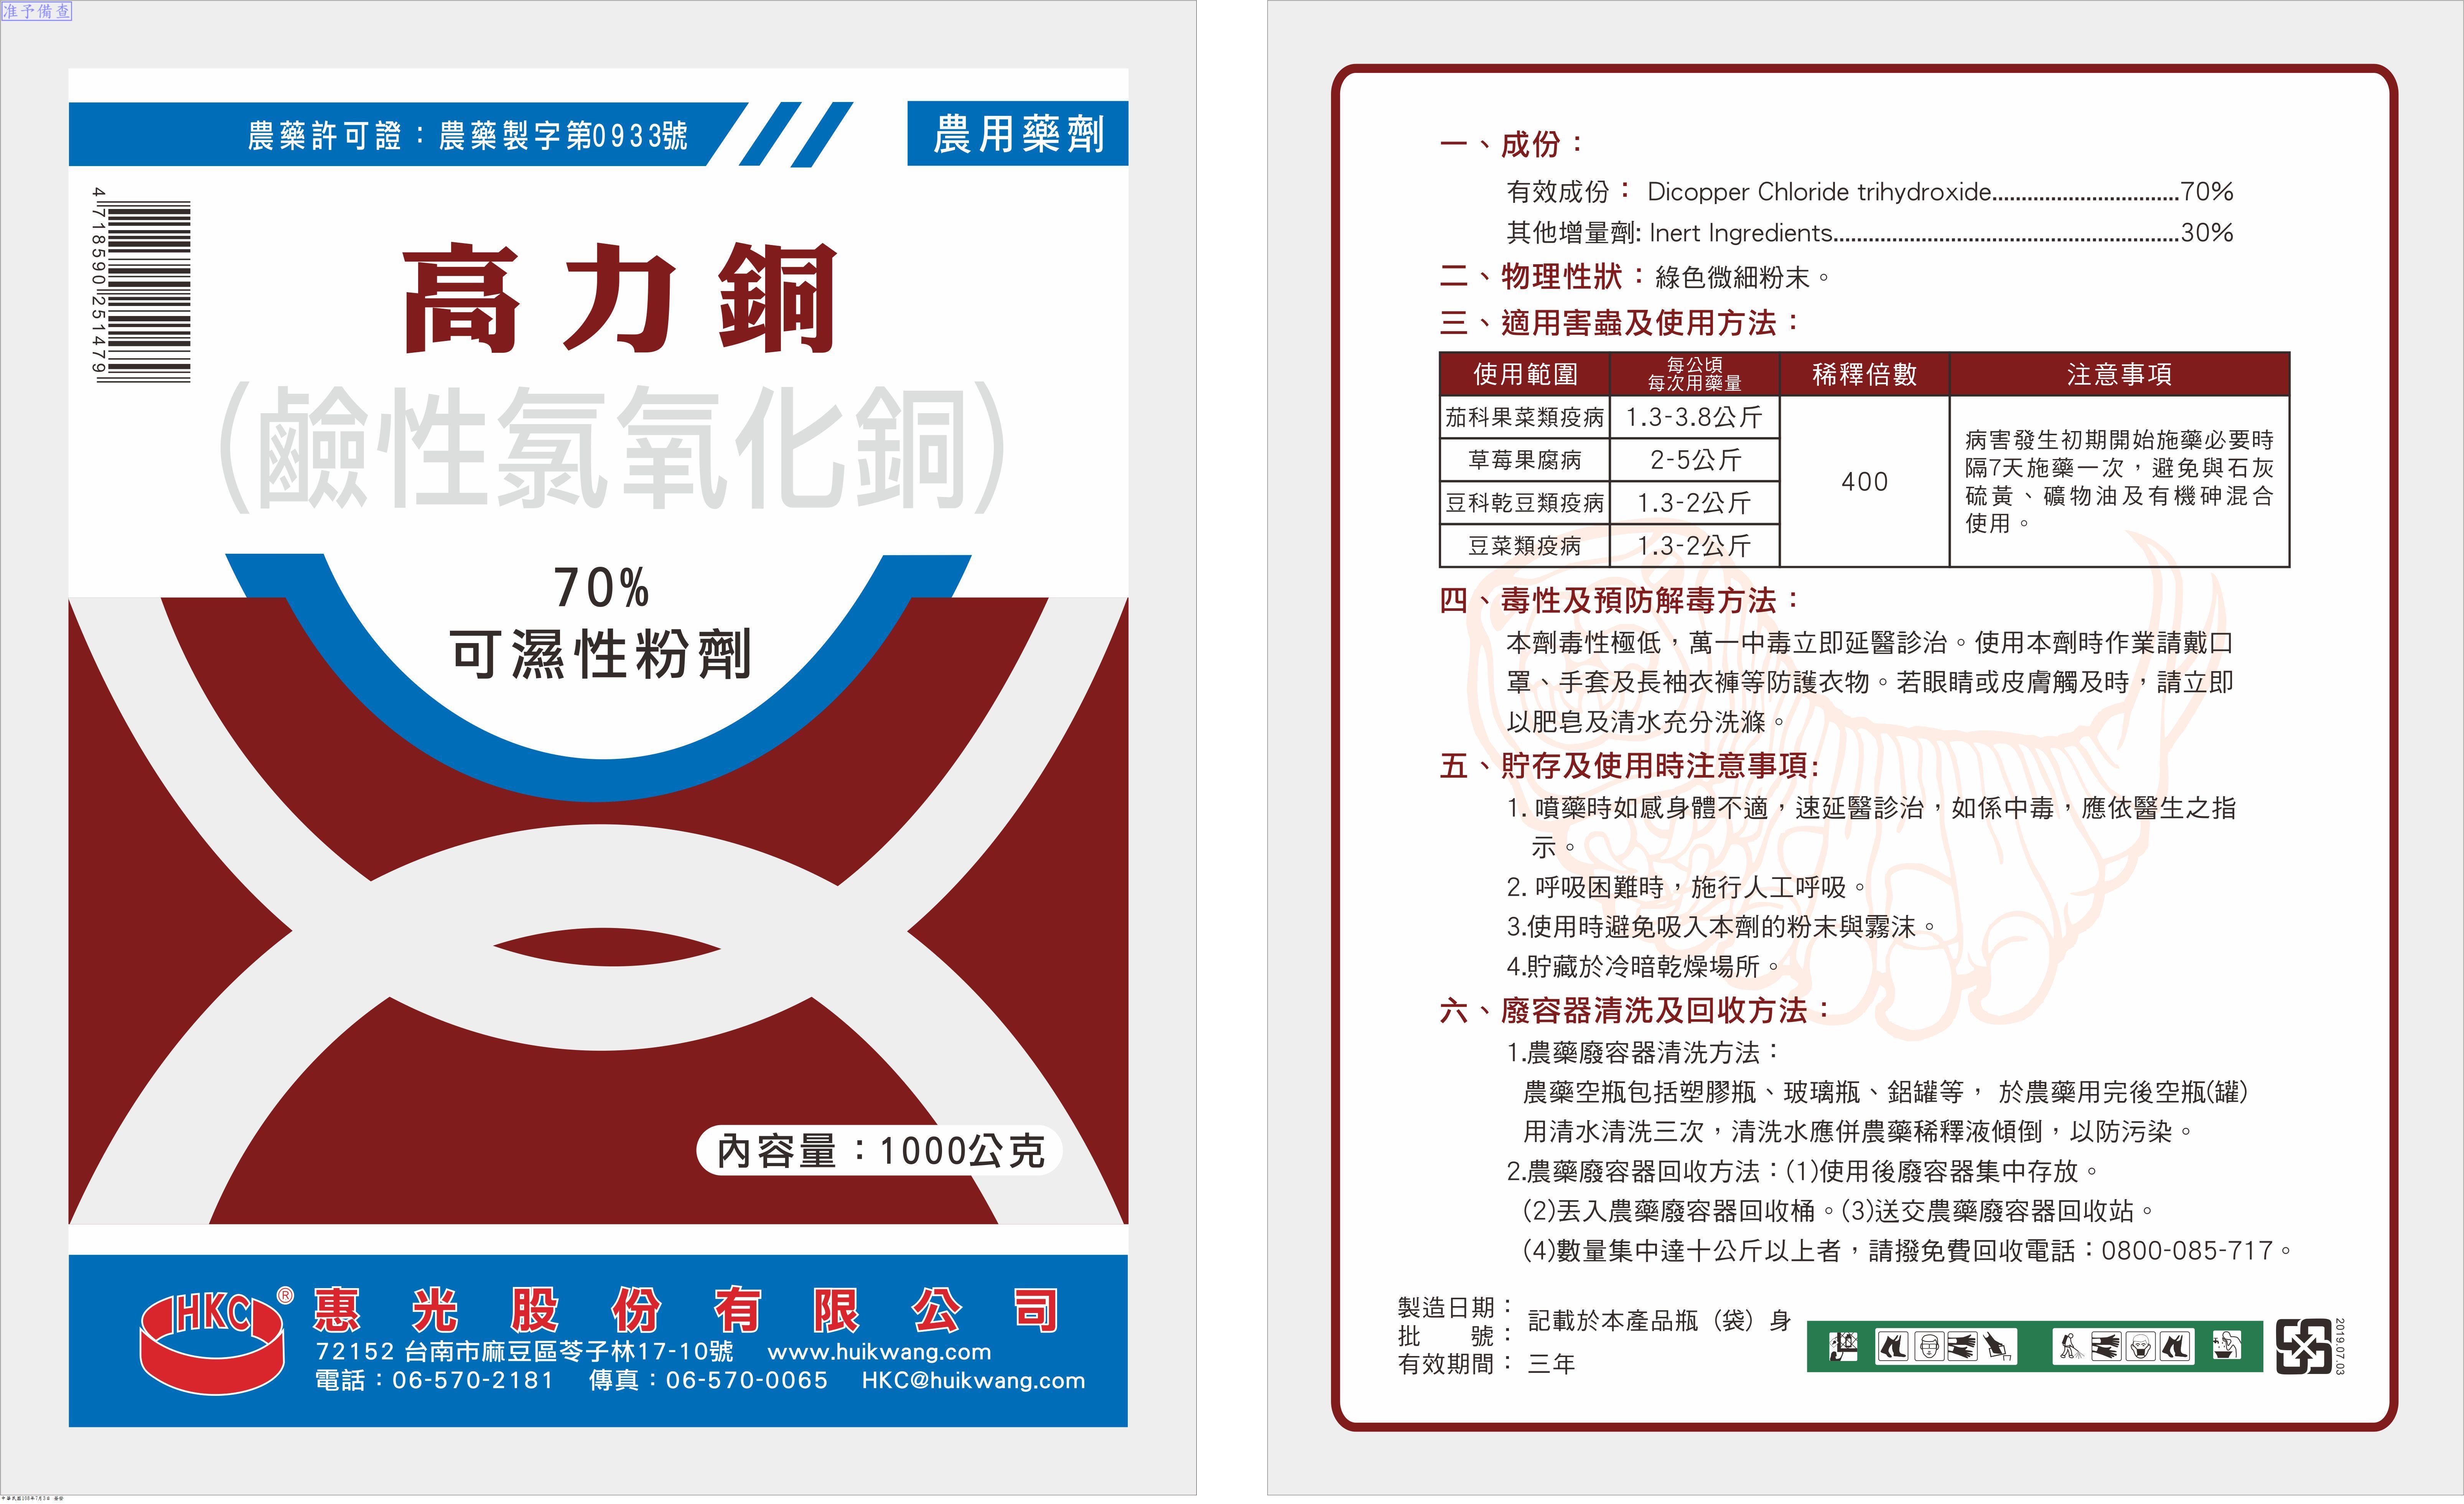 准予備查
農藥許可證：農藥製字第0933號
農用藥劑
4 718590 251479
高力銅
(鹼性氯氧化銅)
70%
可濕性粉劑
內容量：1000公克
HKC®
惠光股份有限公司
72152 台南市麻豆區苓子林17-10號 www.huikwang.com
電話：06-570-2181 傳真：06-570-0065 HKC@huikwang.com
中華民國108年7月3日
一、成份：
有效成份： Dicopper Chloride trihydroxide................................70%
其他增量劑: Inert Ingredients...........................................................30%
二、物理性狀：綠色微細粉末。
三、適用害蟲及使用方法：
使用範圍 每公頃每次用藥量 稀釋倍數 注意事項
茄科果菜類疫病 1.3-3.8公斤
草莓果腐病 2-5公斤
豆科乾豆類疫病 1.3-2公斤
豆菜類疫病 1.3-2公斤
400
病害發生初期開始施藥必要時
隔7天施藥一次，避免與石灰
硫黃、礦物油及有機砷混合
使用。
四、毒性及預防解毒方法：
本劑毒性極低，萬一中毒立即延醫診治。使用本劑時作業請戴口
罩、手套及長袖衣褲等防護衣物。若眼睛或皮膚觸及時，請立即
以肥皂及清水充分洗滌。
五、貯存及使用時注意事項:
1. 噴藥時如感身體不適，速延醫診治，如係中毒，應依醫生之指
示。
2. 呼吸困難時，施行人工呼吸。
3.使用時避免吸入本劑的粉末與霧沫。
4.貯藏於冷暗乾燥場所。
六、廢容器清洗及回收方法：
1.農藥廢容器清洗方法：
農藥空瓶包括塑膠瓶、玻璃瓶、鋁罐等， 於農藥用完後空瓶(罐)
用清水清洗三次，清洗水應併農藥稀釋液傾倒，以防污染。
2.農藥廢容器回收方法：(1)使用後廢容器集中存放。
(2)丟入農藥廢容器回收桶。(3)送交農藥廢容器回收站。
(4)數量集中達十公斤以上者，請撥免費回收電話：0800-085-717。
製造日期：
批 號：
記載於本產品瓶（袋）身
有效期間：三年
2019.07.03